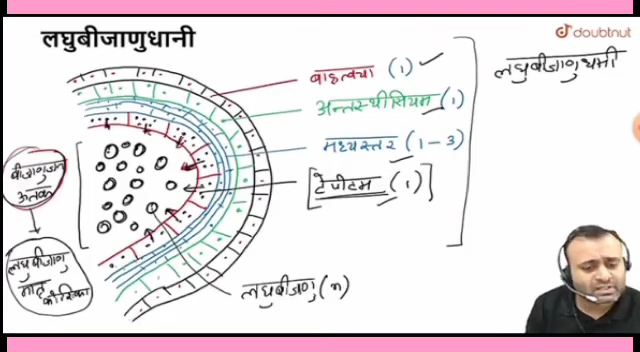 लघुबीजाणुधानी
doubtnut
बाह्यत्वचा (1) ✓
लघुबीजाणुधानी
अन्तस्थीसियम (1)
मध्यस्तर (1-3)
[टेपीटम (1)]
बीजाणुजन
ऊतक
लघुबीजाणु
मातृ
कोशिका
लघुबीजाणु (n)